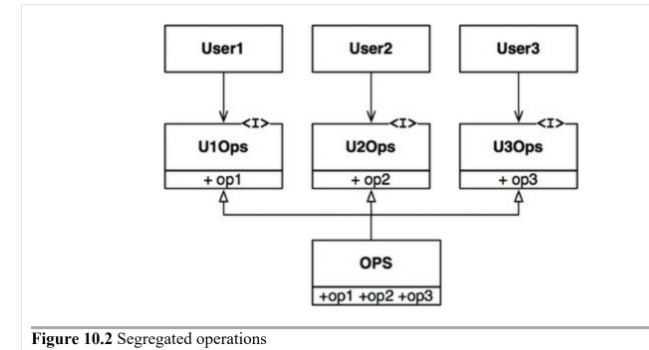 User1 User2 User3
<I> <I> <I>
U1Ops U2Ops U3Ops
+ op1 + op2 + op3
OPS
+op1 +op2 +op3
Figure 10.2 Segregated operations